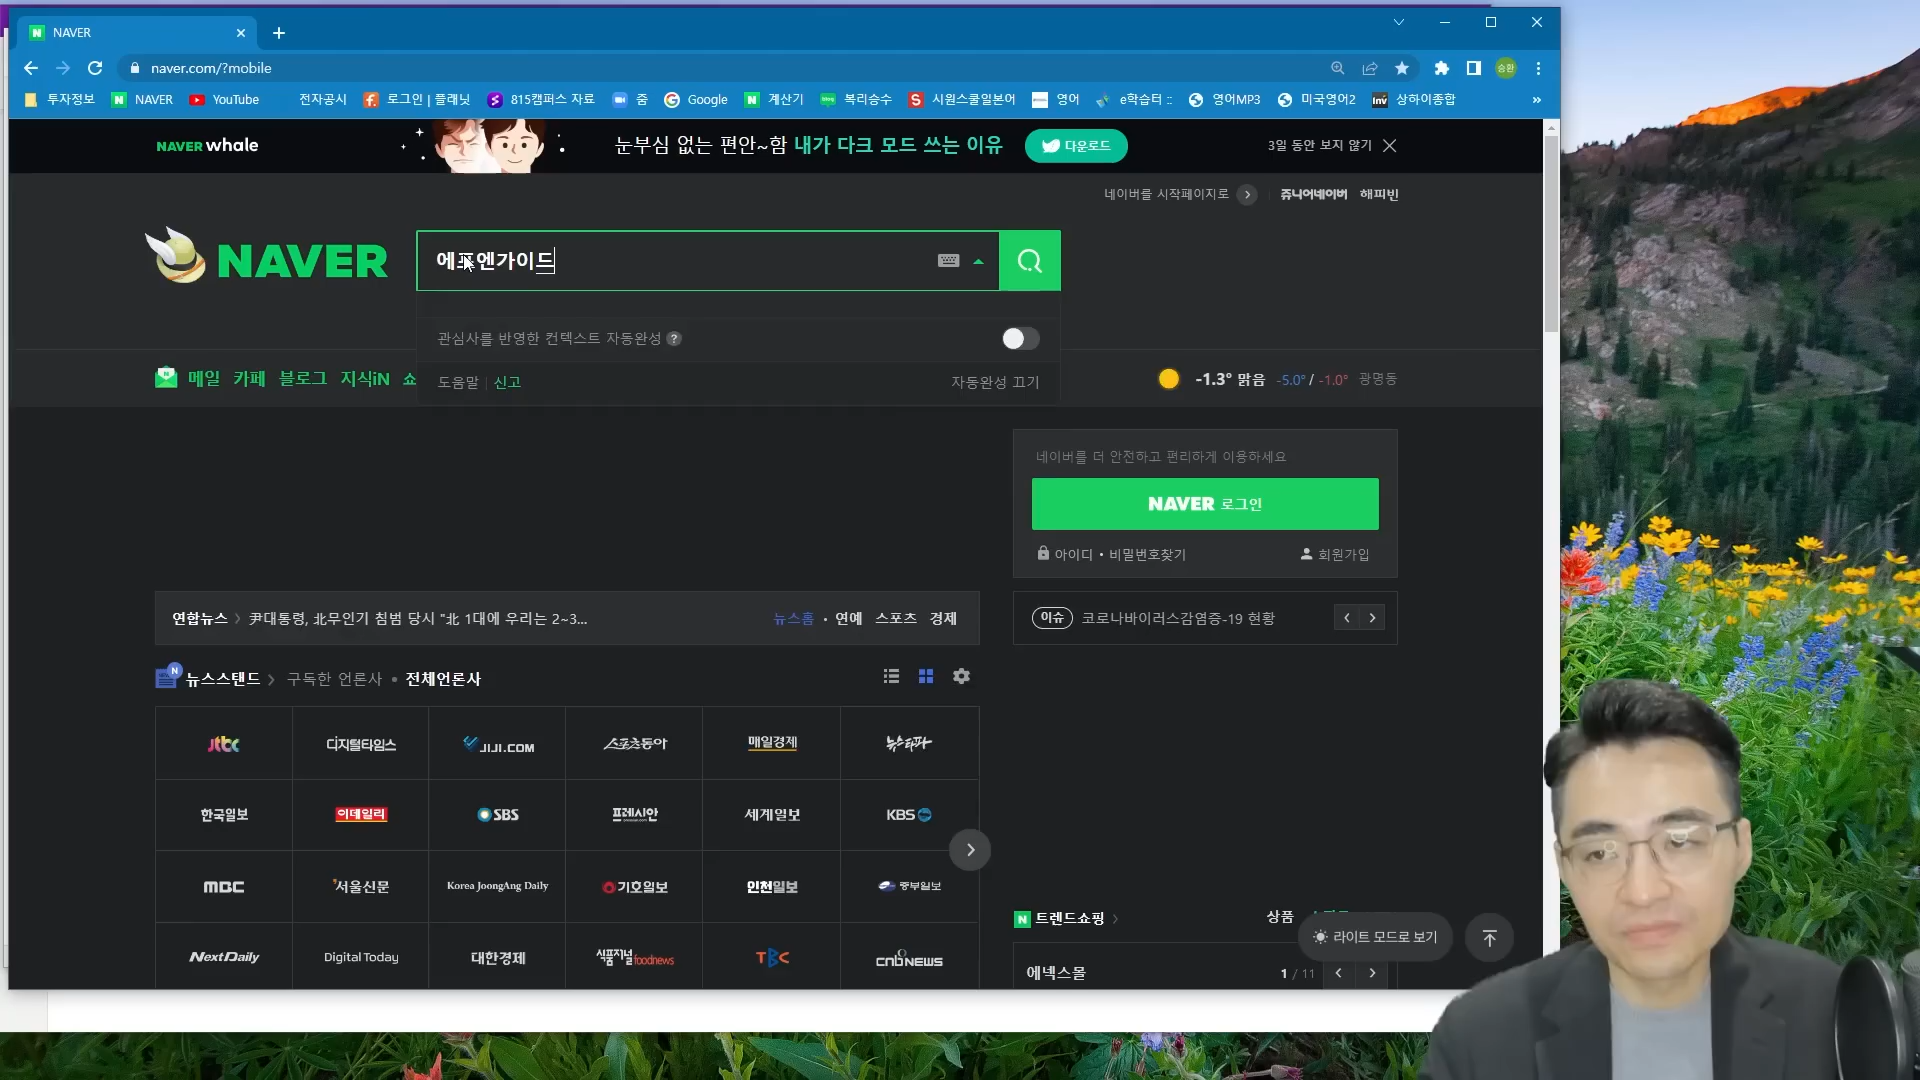 NAVER
naver.com/?mobile
승환
투자정보 NAVER YouTube 전자공시 로그인 | 플래닛 815캠퍼스 자료 줌 Google 계산기 복리승수 시원스쿨일본어 영어 e학습터 :: 영어MP3 미국영어2 상하이종합 »
NAVER whale
눈부심 없는 편안~함 내가 다크 모드 쓰는 이유
다운로드
3일 동안 보지 않기
네이버를 시작페이지로
쥬니어네이버 해피빈
NAVER
에프엔가이드
관심사를 반영한 컨텍스트 자동완성 ?
도움말 | 신고
자동완성 끄기
메일 카페 블로그 지식iN 쇼
-1.3° 맑음 -5.0° / -1.0° 광명동
네이버를 더 안전하고 편리하게 이용하세요
NAVER 로그인
아이디 • 비밀번호찾기
회원가입
연합뉴스 > 尹대통령, 北무인기 침범 당시 "北 1대에 우리는 2~3...
뉴스홈 • 연예 스포츠 경제
이슈 코로나바이러스감염증-19 현황
뉴스스탠드 > 구독한 언론사 • 전체언론사
jtbc 디지털타임스 JIJI.COM 스포츠동아 매일경제 뉴스타파
한국일보 이데일리 SBS 프레시안 세계일보 KBS
MBC 서울신문 Korea JoongAng Daily 기호일보 인천일보 중부일보
NextDaily Digital Today 대한경제 식품저널 foodnews TBC CNBNEWS
트렌드쇼핑 >
상품
라이트 모드로 보기
에넥스몰
1 / 11